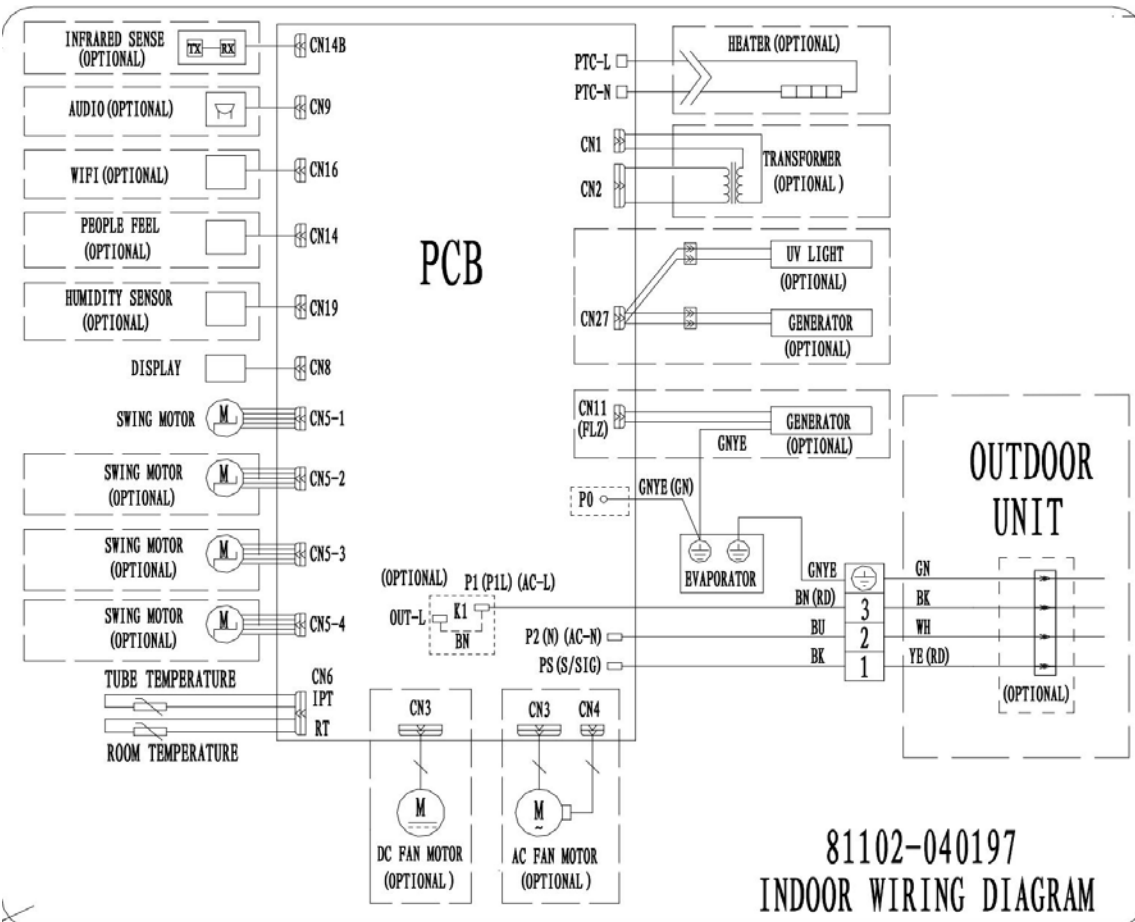 INFRARED SENSE
(OPTIONAL)
TX
RX
CN14B
AUDIO(OPTIONAL)
CN9
WIFI(OPTIONAL)
CN16
PEOPLE FEEL
(OPTIONAL)
CN14
HUMIDITY SENSOR
(OPTIONAL)
CN19
DISPLAY
CN8
SWING MOTOR
M
CN5-1
SWING MOTOR
(OPTIONAL)
M
CN5-2
SWING MOTOR
(OPTIONAL)
M
CN5-3
SWING MOTOR
(OPTIONAL)
M
CN5-4
TUBE TEMPERATURE
CN6
IPT
RT
ROOM TEMPERATURE
PCB
HEATER(OPTIONAL)
PTC-L
PTC-N
CN1
CN2
TRANSFORMER
(OPTIONAL )
UV LIGHT
(OPTIONAL)
CN27
GENERATOR
(OPTIONAL)
CN11
(FLZ)
GENERATOR
(OPTIONAL)
GNYE
P0
GNYE(GN)
EVAPORATOR
(OPTIONAL)
P1(P1L)(AC-L)
OUT-L
K1
BN
P2(N)(AC-N)
PS(S/SIG)
GNYE
BN(RD)
BU
BK
3
2
1
OUTDOOR
UNIT
GN
BK
WH
YE(RD)
(OPTIONAL)
CN3
M
DC FAN MOTOR
(OPTIONAL )
CN3
CN4
M
~
AC FAN MOTOR
(OPTIONAL )
81102-040197
INDOOR WIRING DIAGRAM